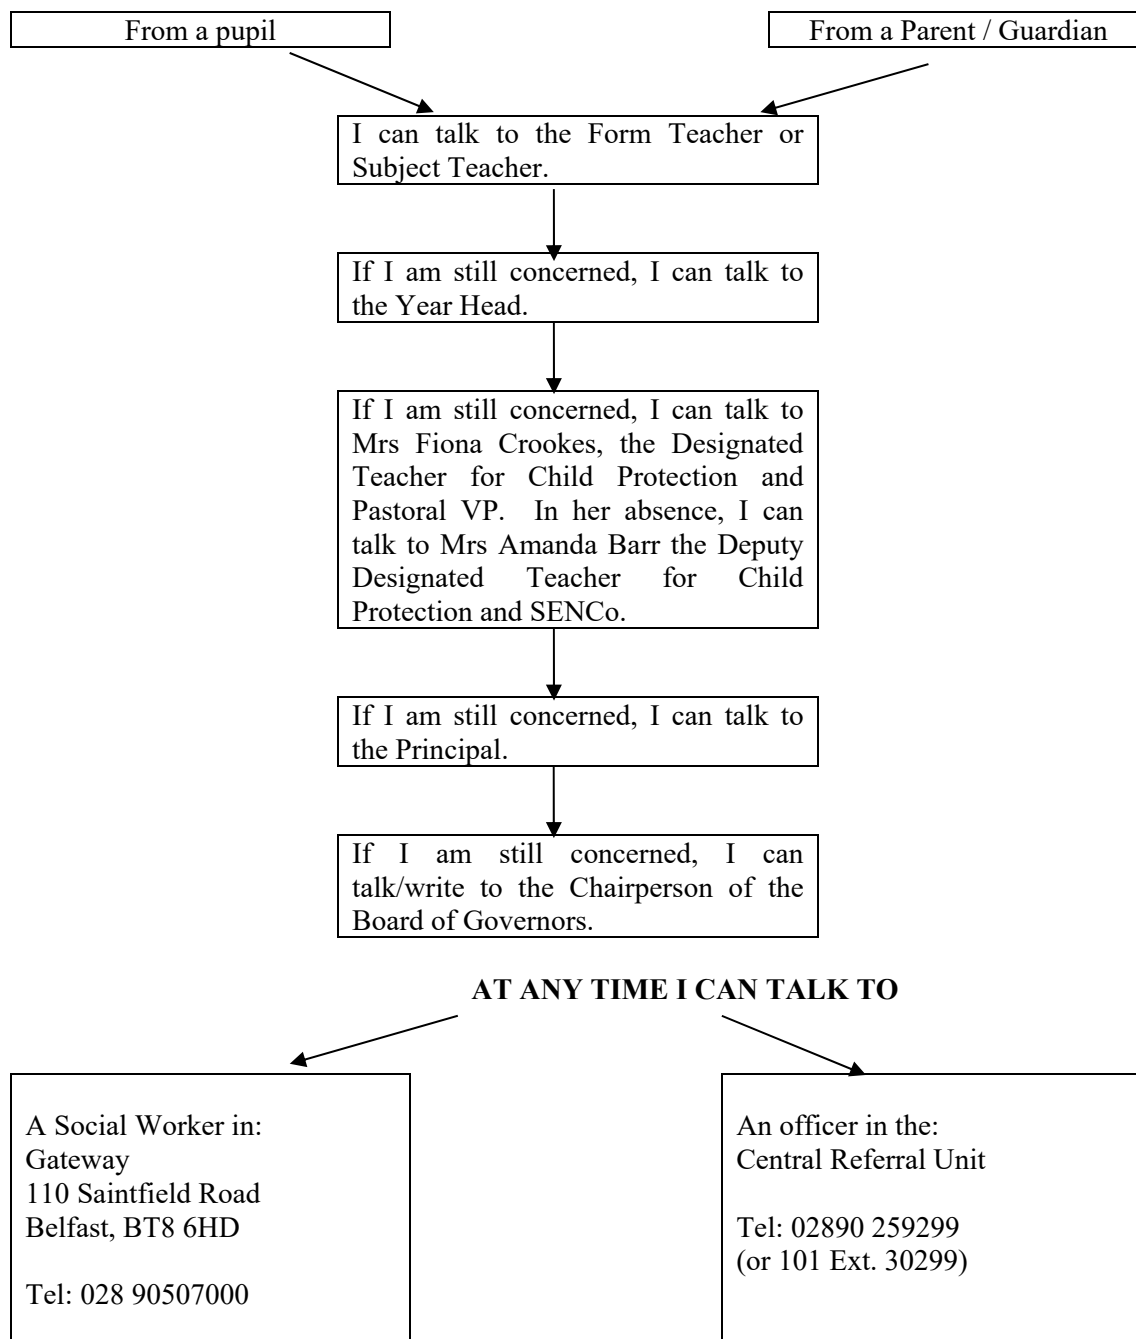 From a pupil
From a Parent / Guardian
I can talk to the Form Teacher or
Subject Teacher.
If I am still concerned, I can talk to
the Year Head.
If I am still concerned, I can talk to
Mrs Fiona Crookes, the Designated
Teacher for Child Protection and
Pastoral VP. In her absence, I can
talk to Mrs Amanda Barr the Deputy
Designated Teacher for Child
Protection and SENCo.
If I am still concerned, I can talk to
the Principal.
If I am still concerned, I can
talk/write to the Chairperson of the
Board of Governors.
AT ANY TIME I CAN TALK TO
A Social Worker in:
Gateway
110 Saintfield Road
Belfast, BT8 6HD
Tel: 028 90507000
An officer in the:
Central Referral Unit
Tel: 02890 259299
(or 101 Ext. 30299)